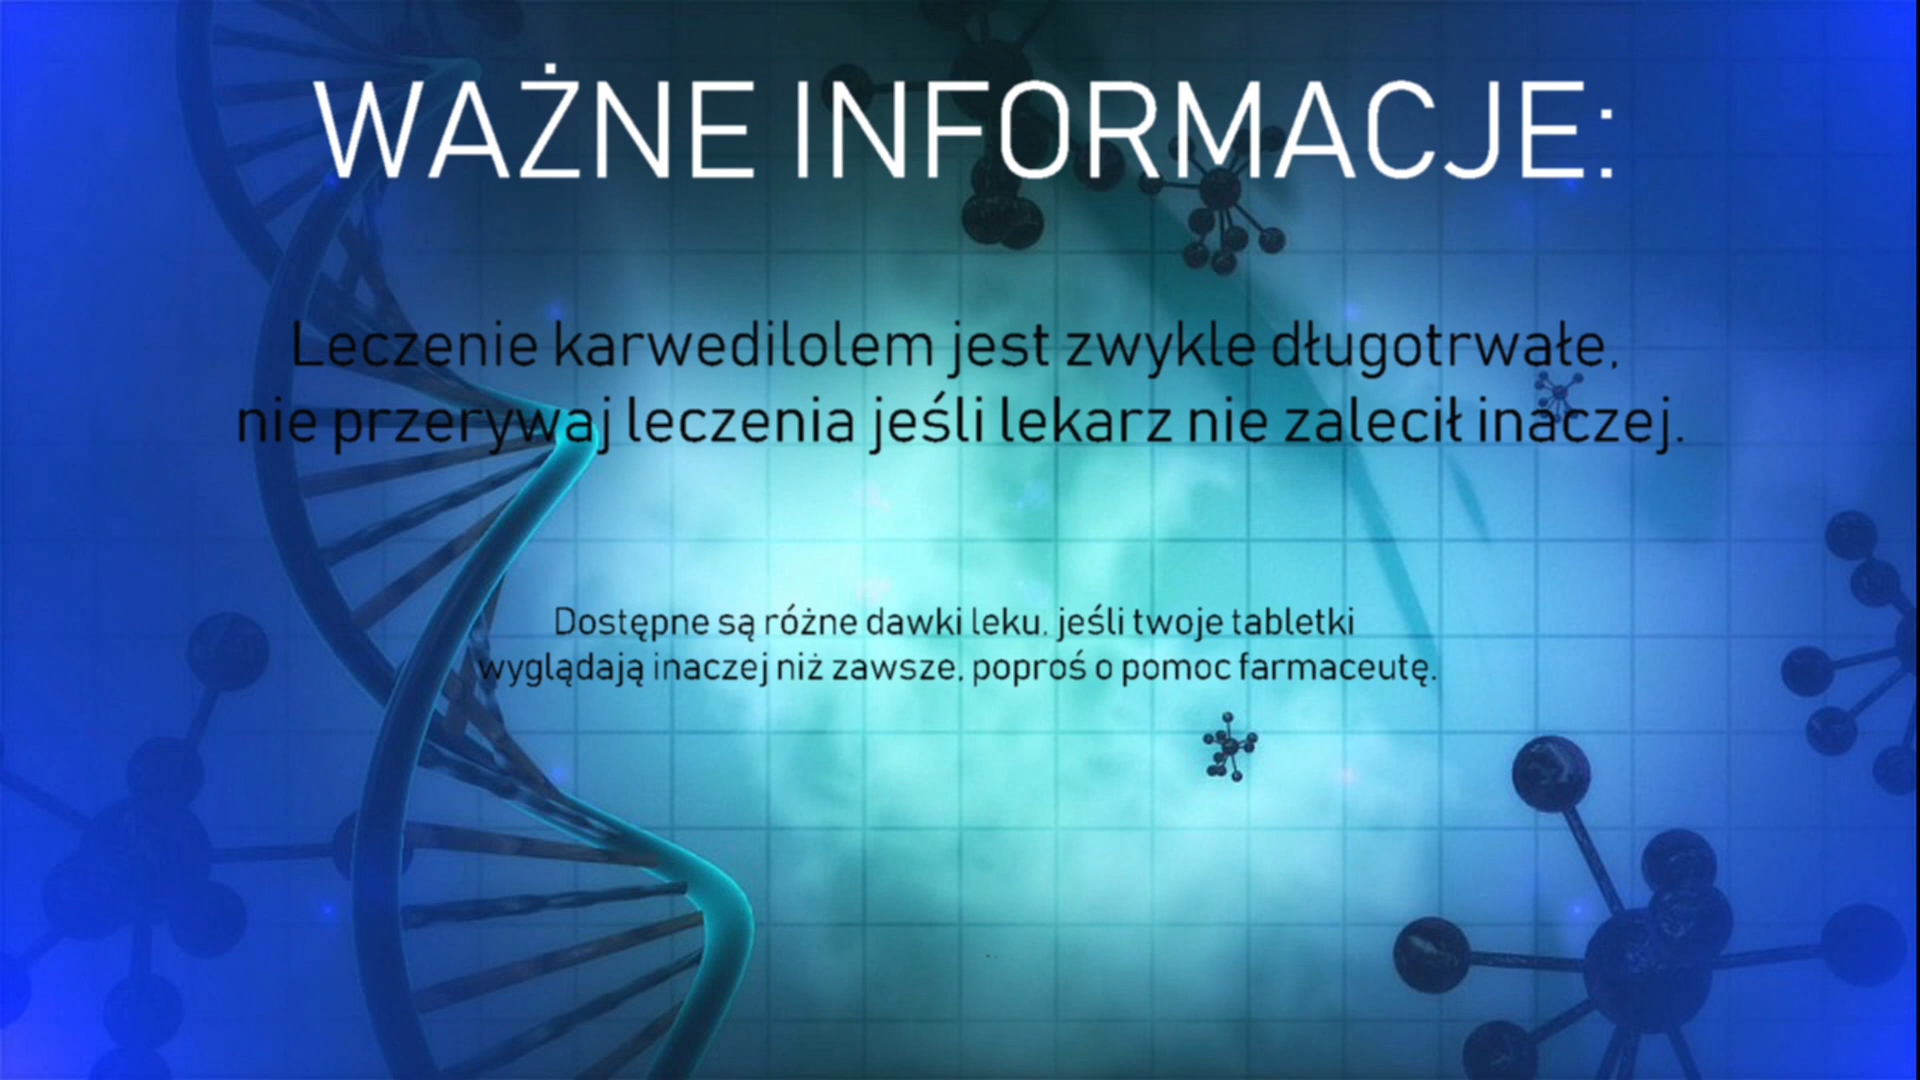 WAŻNE INFORMACJE:
Leczenie karwedilolem jest zwykle długotrwałe,
nie przerywaj leczenia jeśli lekarz nie zalecił inaczej.
Dostępne są różne dawki leku, jeśli twoje tabletki
wyglądają inaczej niż zawsze, poproś o pomoc farmaceutę.